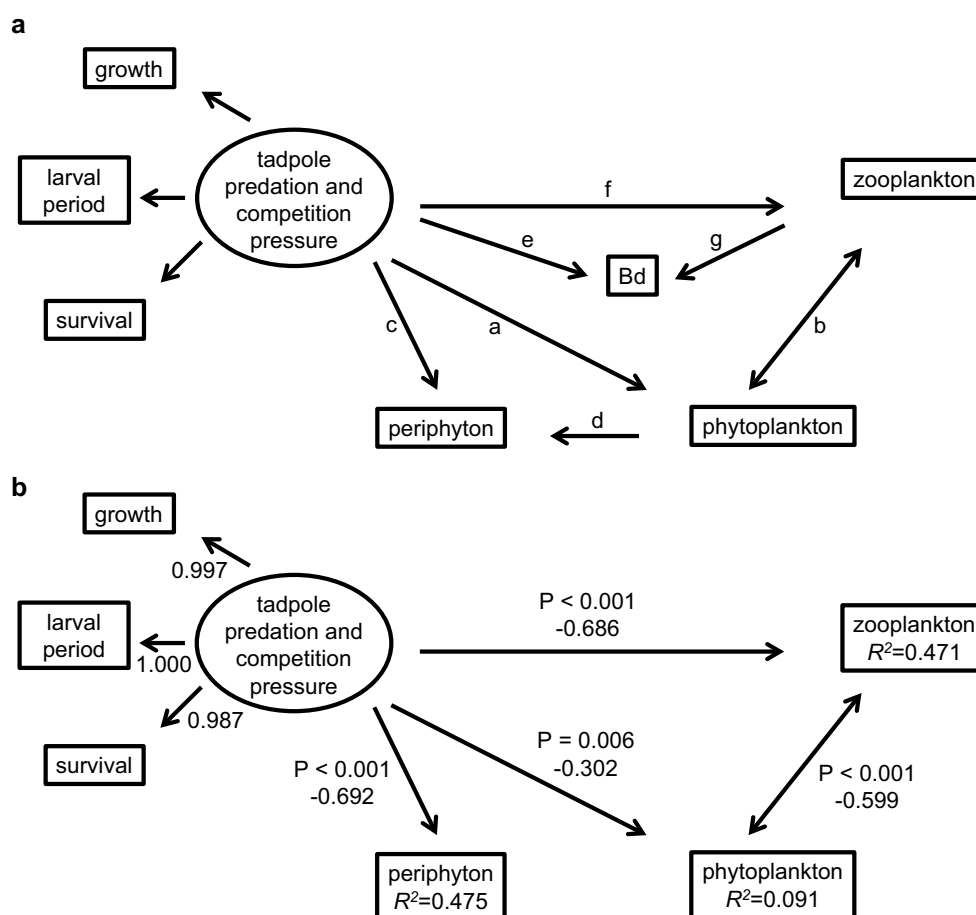 a
growth
larval
period
tadpole
predation and
competition
pressure
survival
f
zooplankton
e
g
Bd
c
a
b
periphyton
d
phytoplankton
b
growth
0.997
larval
period
1.000
tadpole
predation and
competition
pressure
0.987
survival
P < 0.001
-0.686
zooplankton
R²=0.471
P < 0.001
-0.692
P = 0.006
-0.302
P < 0.001
-0.599
periphyton
R²=0.475
phytoplankton
R²=0.091